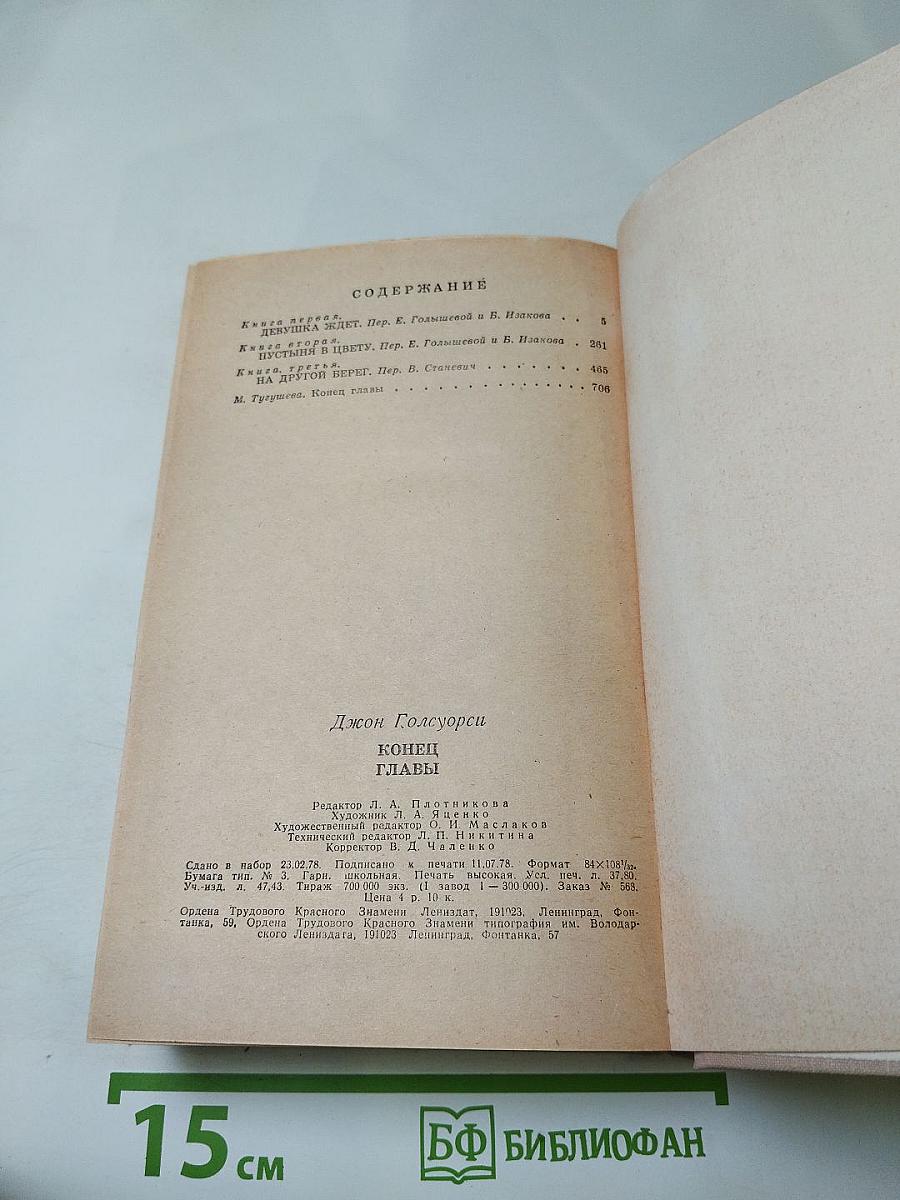 СОДЕРЖАНИЕ
Книга первая.
ДЕВУШКА ЖДЕТ. Пер. Е. Голышевой и Б. Изакова . . 5
Книга вторая.
ПУСТЫНЯ В ЦВЕТУ. Пер. Е. Голышевой и Б. Изакова . 261
Книга. третья.
НА ДРУГОЙ БЕРЕГ. Пер. В. Станевич . . . . . . . 465
М. Тугушева. Конец главы . . . . . . . . . . . . . . . 706
Джон Голсуорси
КОНЕЦ
ГЛАВЫ
Редактор Л. А. Плотникова
Художник Л. А. Яценко
Художественный редактор О. И. Маслаков
Технический редактор Л. П. Никитина
Корректор В. Д. Чаленко
Сдано в набор 23.02.78. Подписано к печати 11.07.78. Формат 84×108¹/₃₂.
Бумага тип. № 3. Гарн. школьная. Печать высокая. Усл. печ. л. 37,80.
Уч.-изд. л. 47,43. Тираж 700 000 экз. (1 завод 1—300 000). Заказ № 568.
Цена 4 р. 10 к.
Ордена Трудового Красного Знамени Лениздат, 191023, Ленинград, Фон-
танка, 59, Ордена Трудового Красного Знамени типография им. Володар-
ского Лениздата, 191023 Ленинград, Фонтанка, 57
15 см
БФ БИБЛИОФАН